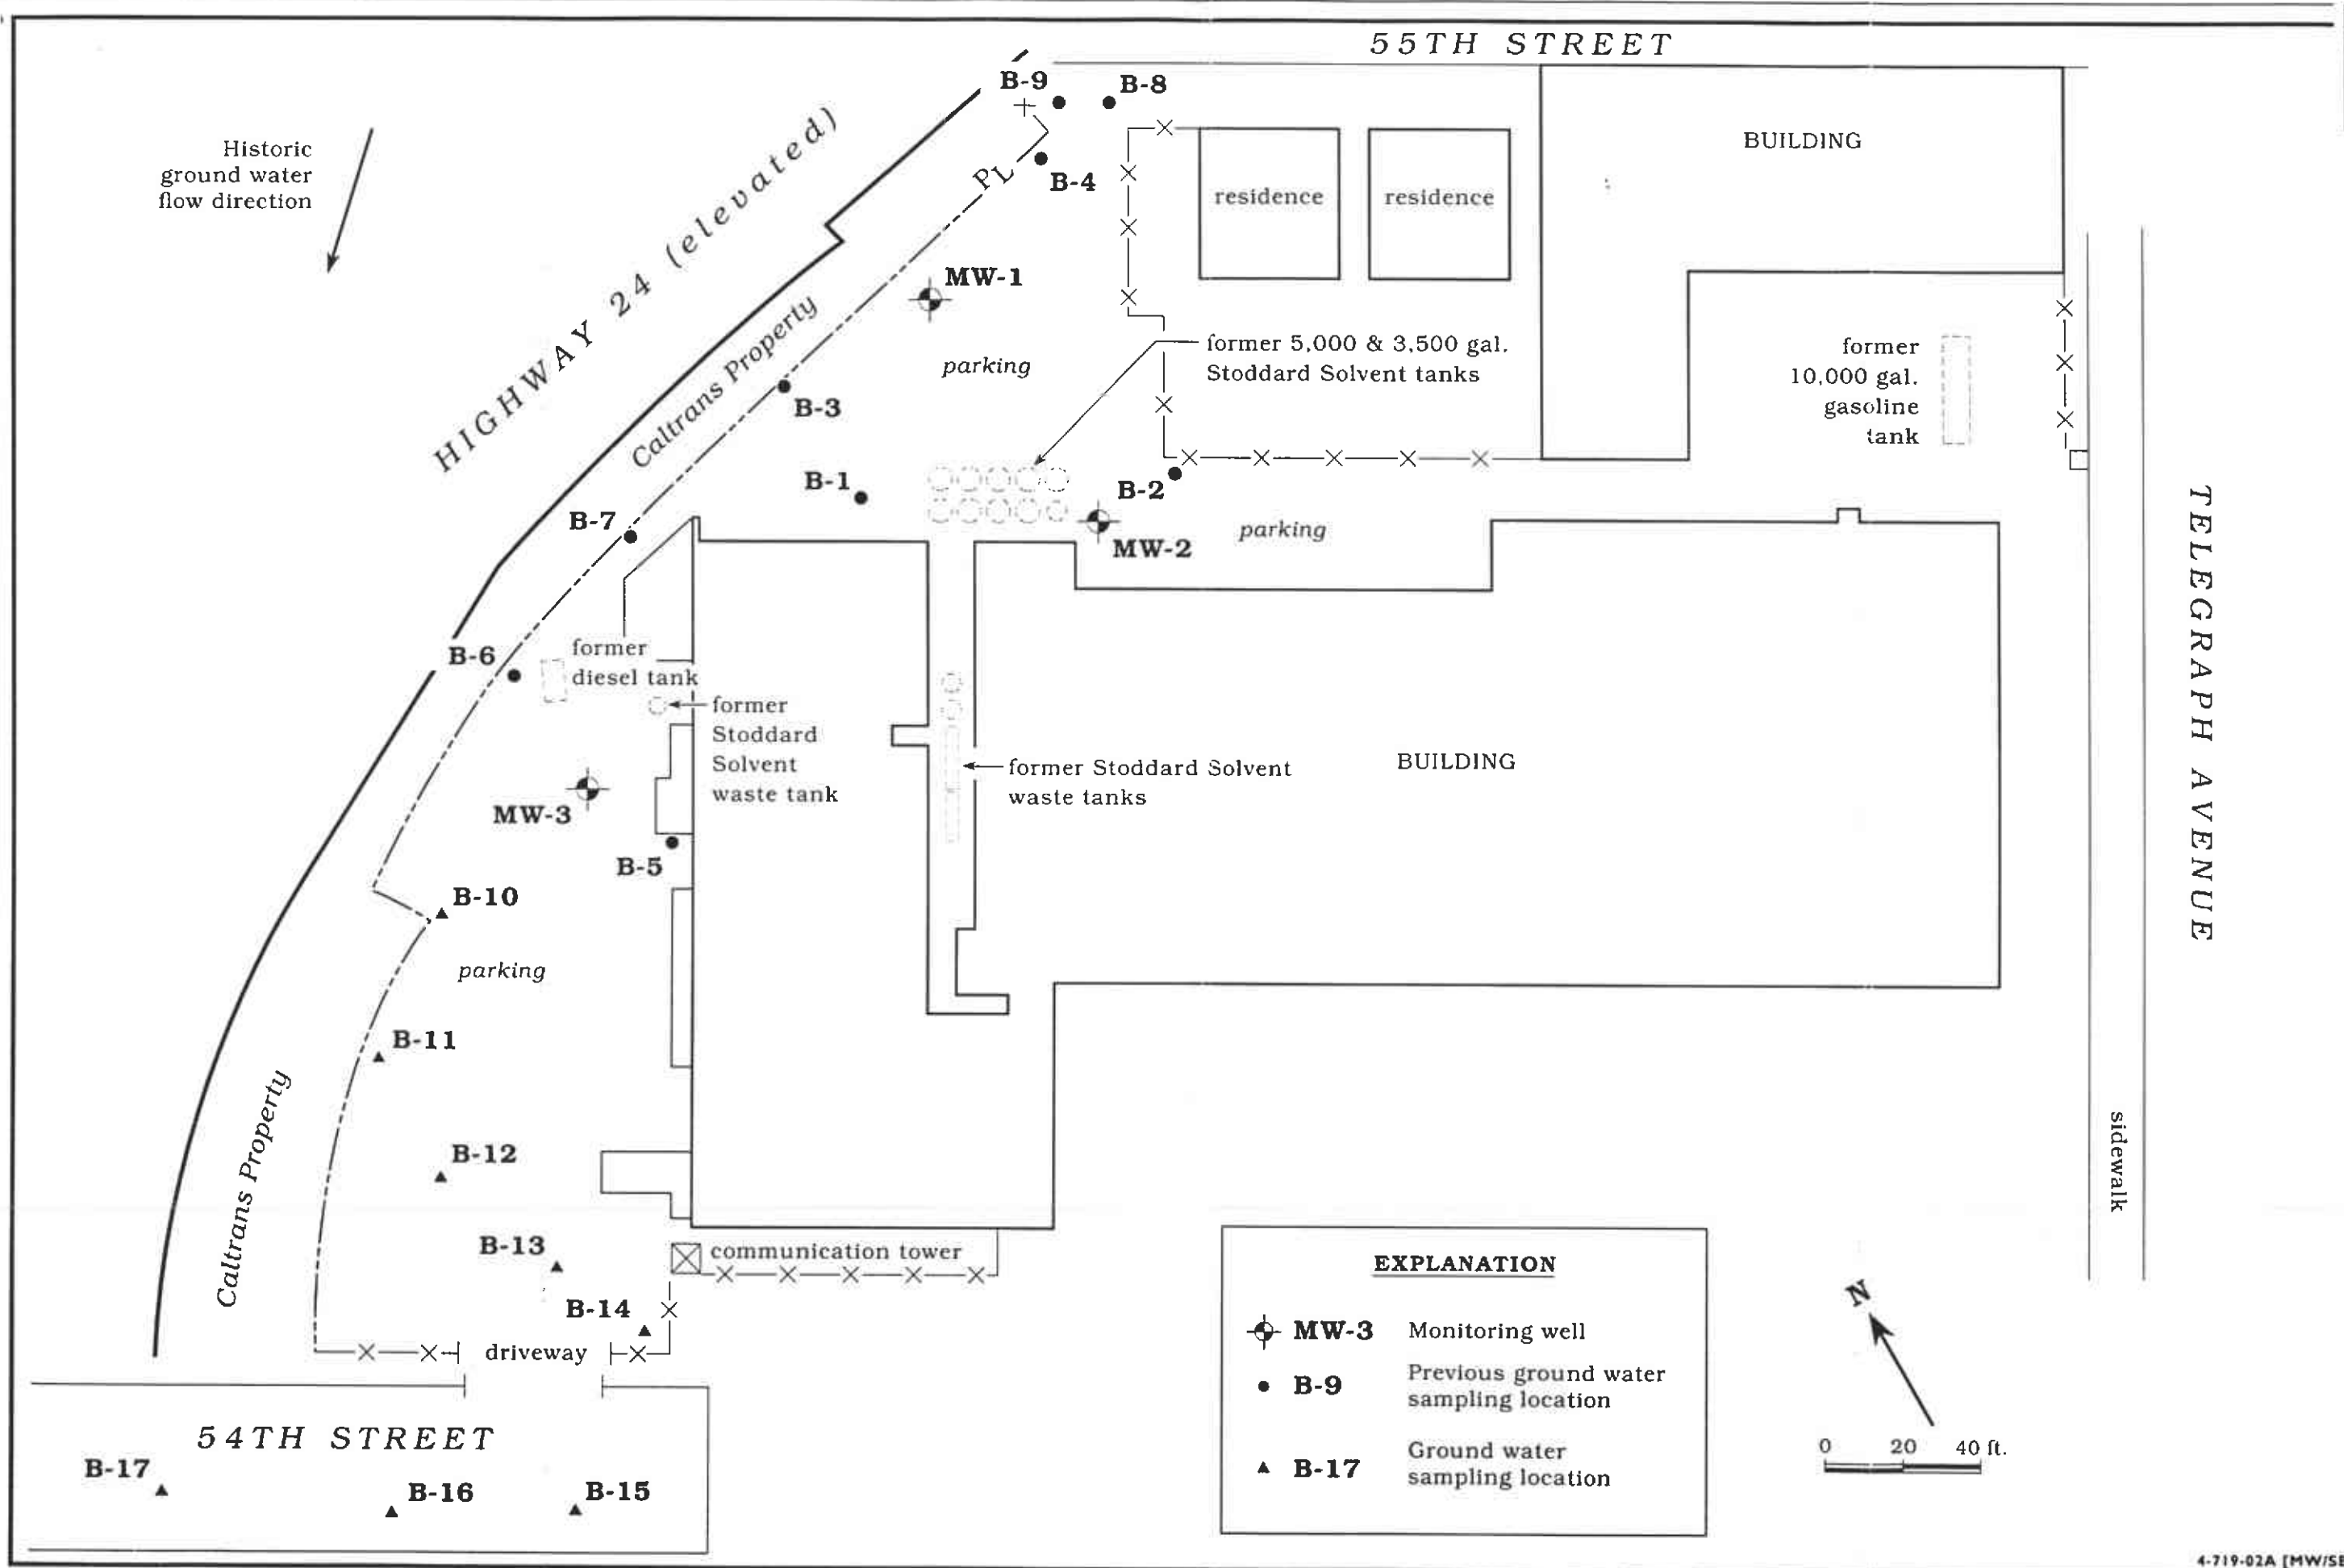 55TH STREET
B-9
B-8
Historic
ground water
flow direction
HIGHWAY 24 (elevated)
PL
B-4
residence
residence
BUILDING
MW-1
Caltrans Property
parking
former 5,000 & 3,500 gal.
Stoddard Solvent tanks
former
10,000 gal.
gasoline
tank
B-3
B-1
B-2
B-7
parking
MW-2
TELEGRAPH AVENUE
B-6
former
diesel tank
former
Stoddard
Solvent
waste tank
former Stoddard Solvent
waste tanks
BUILDING
MW-3
B-5
B-10
parking
B-11
Caltrans Property
B-12
sidewalk
B-13
communication tower
B-14
driveway
54TH STREET
B-17
B-16
B-15
EXPLANATION
MW-3 Monitoring well
B-9 Previous ground water
sampling location
B-17 Ground water
sampling location
N
0 20 40 ft.